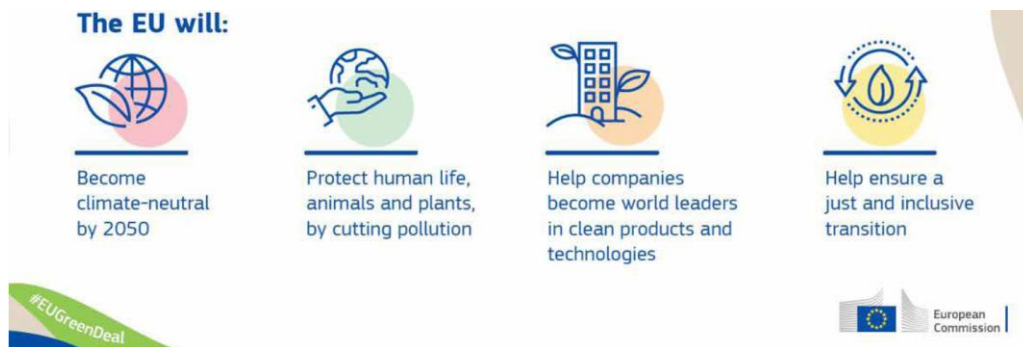 The EU will:
Become
climate-neutral
by 2050
Protect human life,
animals and plants,
by cutting pollution
Help companies
become world leaders
in clean products and
technologies
Help ensure a
just and inclusive
transition
#EUGreenDeal
European
Commission